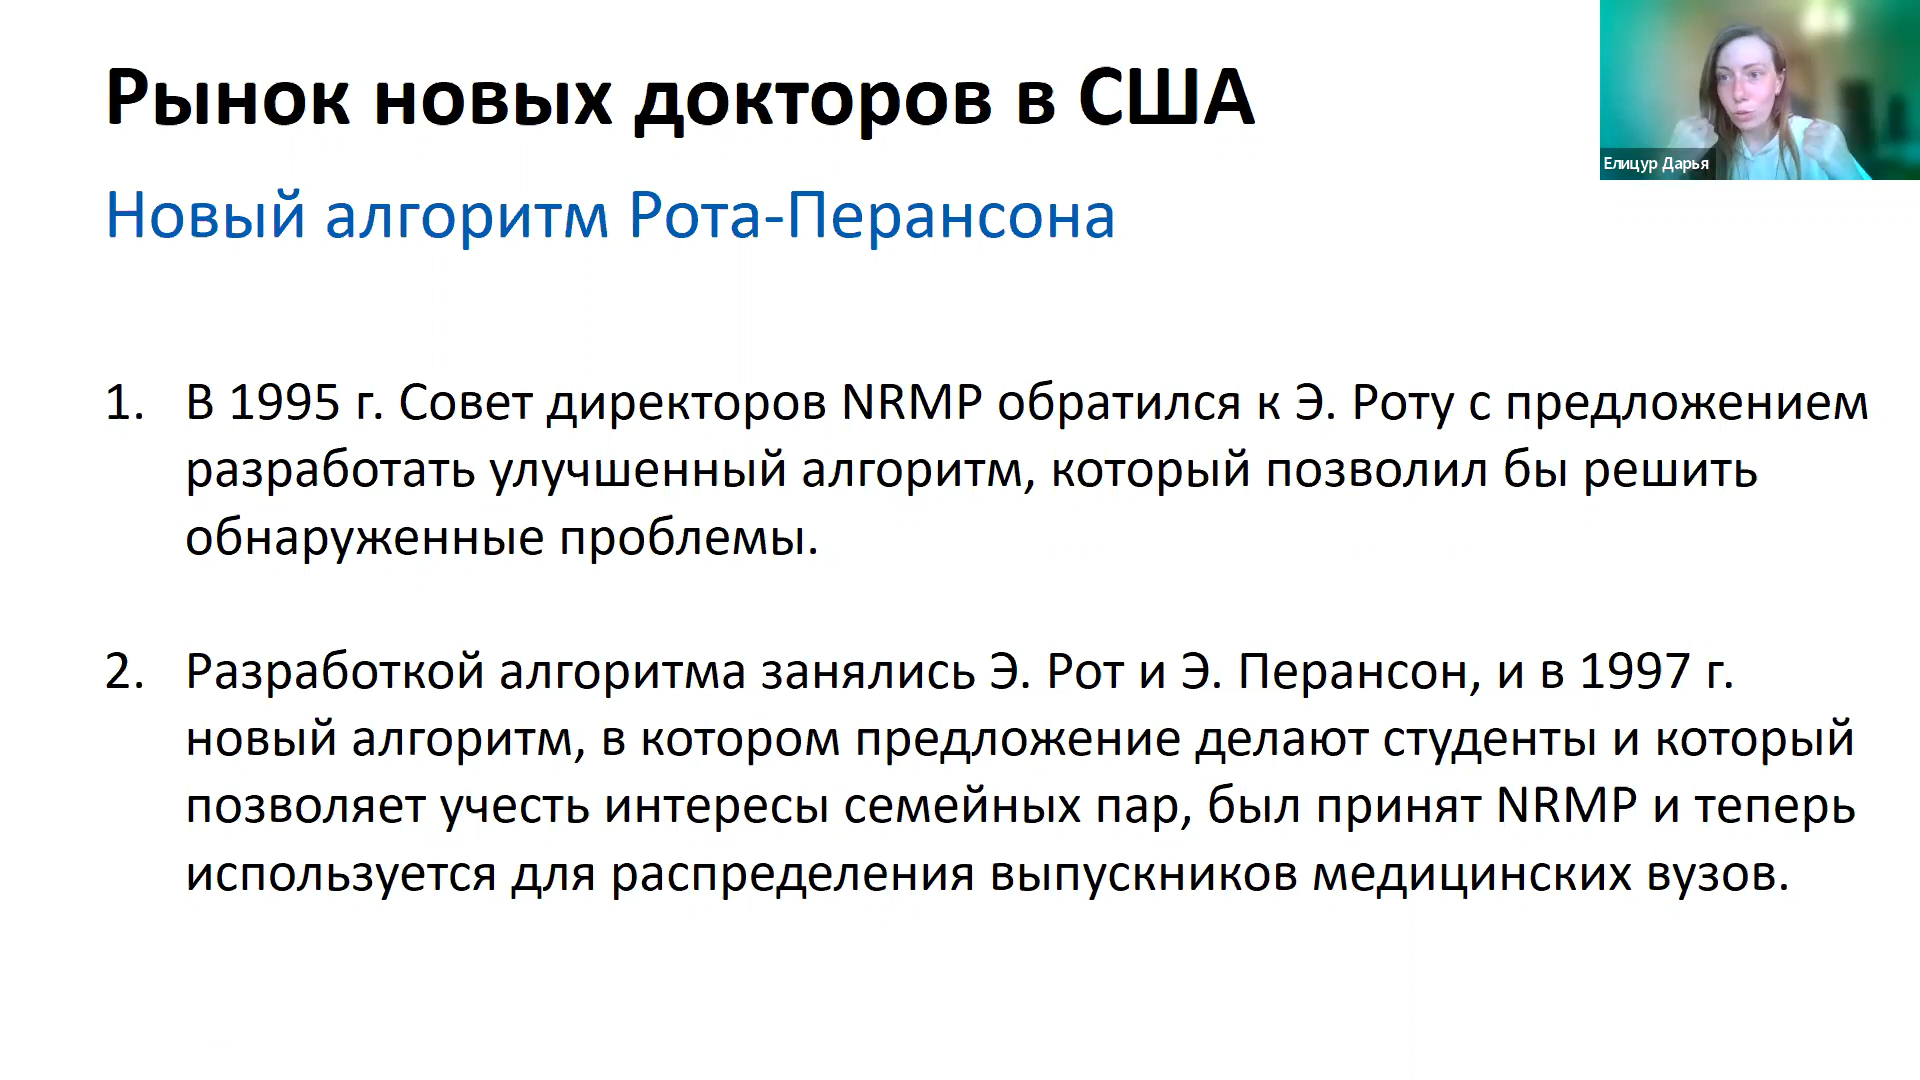 Рынок новых докторов в США
Елицур Дарья
Новый алгоритм Рота-Перансона
1. В 1995 г. Совет директоров NRMP обратился к Э. Роту с предложением
разработать улучшенный алгоритм, который позволил бы решить
обнаруженные проблемы.
2. Разработкой алгоритма занялись Э. Рот и Э. Перансон, и в 1997 г.
новый алгоритм, в котором предложение делают студенты и который
позволяет учесть интересы семейных пар, был принят NRMP и теперь
используется для распределения выпускников медицинских вузов.